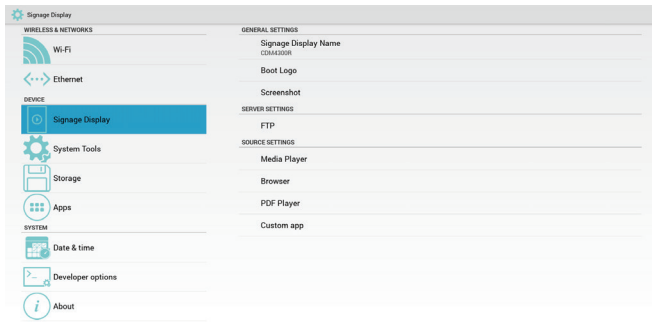 Signage Display
WIRELESS & NETWORKS
Wi-Fi
Ethernet
DEVICE
Signage Display
System Tools
Storage
Apps
SYSTEM
Date & time
Developer options
About
GENERAL SETTINGS
Signage Display Name
CDM4300R
Boot Logo
Screenshot
SERVER SETTINGS
FTP
SOURCE SETTINGS
Media Player
Browser
PDF Player
Custom app